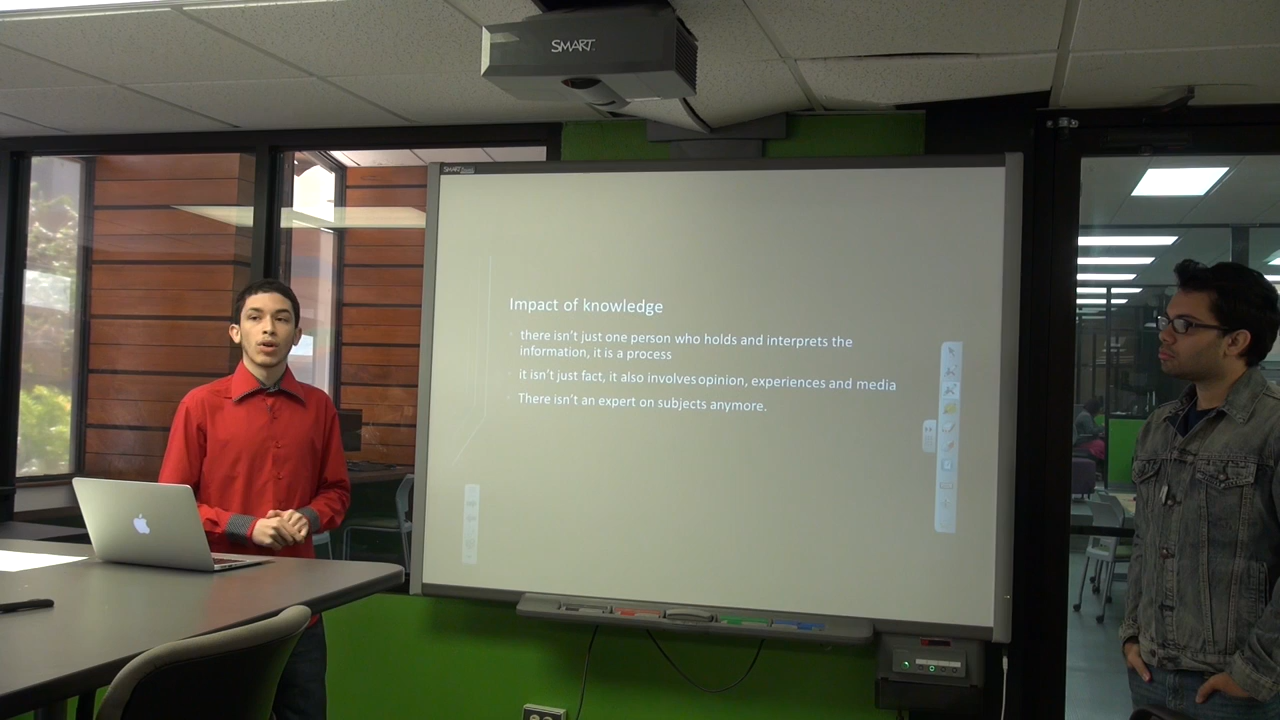 SMART
SMART
Impact of knowledge
there isn't just one person who holds and interprets the
information, it is a process
it isn't just fact, it also involves opinion, experiences and media
There isn't an expert on subjects anymore.